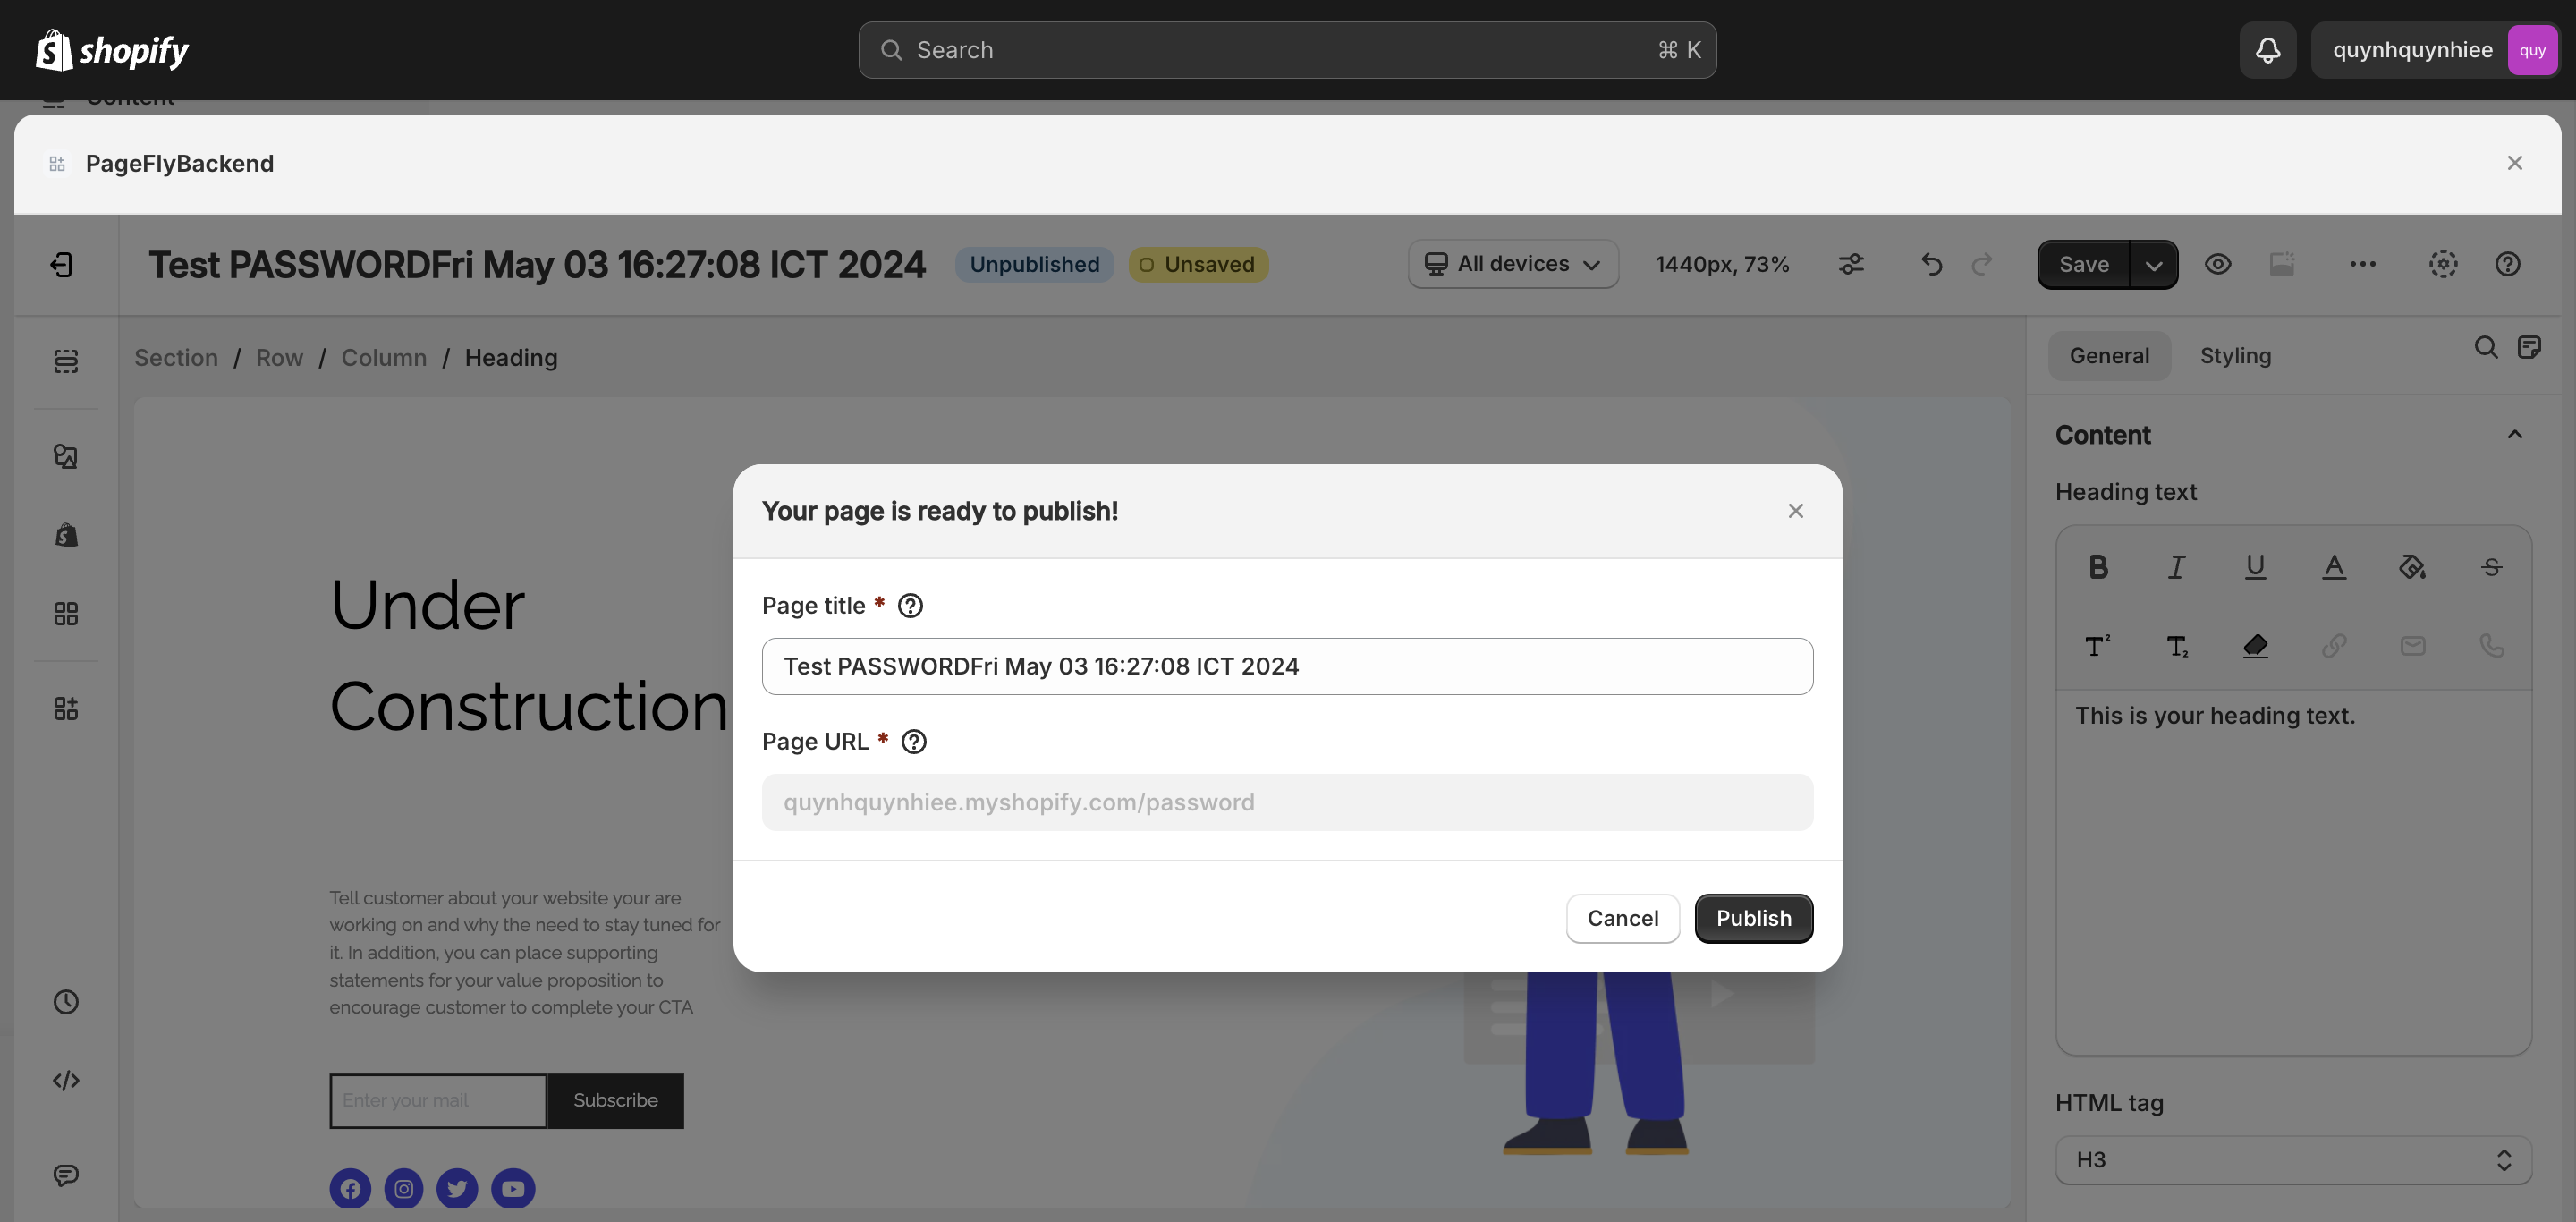 shopify
Search
⌘ K
quynhquynhiee
quy
Content
PageFlyBackend
Test PASSWORDFri May 03 16:27:08 ICT 2024
Unpublished
Unsaved
All devices
1440px, 73%
Save
Section / Row / Column / Heading
General
Styling
Content
Heading text
This is your heading text.
HTML tag
H3
Under
Construction
Tell customer about your website your are
working on and why the need to stay tuned for
it. In addition, you can place supporting
statements for your value proposition to
encourage customer to complete your CTA
Enter your mail
Subscribe
Your page is ready to publish!
Page title *
Test PASSWORDFri May 03 16:27:08 ICT 2024
Page URL *
quynhquynhiee.myshopify.com/password
Cancel
Publish